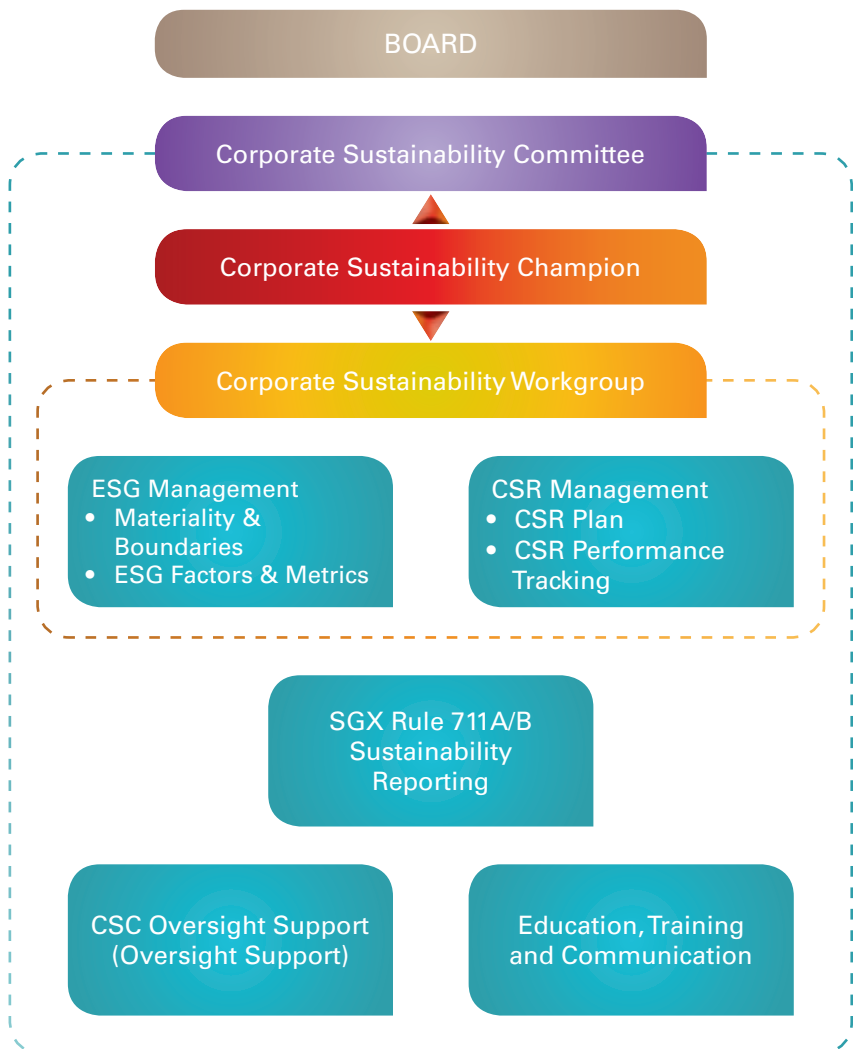 BOARD
Corporate Sustainability Committee
Corporate Sustainability Champion
Corporate Sustainability Workgroup
ESG Management
• Materiality &
Boundaries
• ESG Factors & Metrics
CSR Management
• CSR Plan
• CSR Performance
Tracking
SGX Rule 711A/B
Sustainability
Reporting
CSC Oversight Support
(Oversight Support)
Education, Training
and Communication